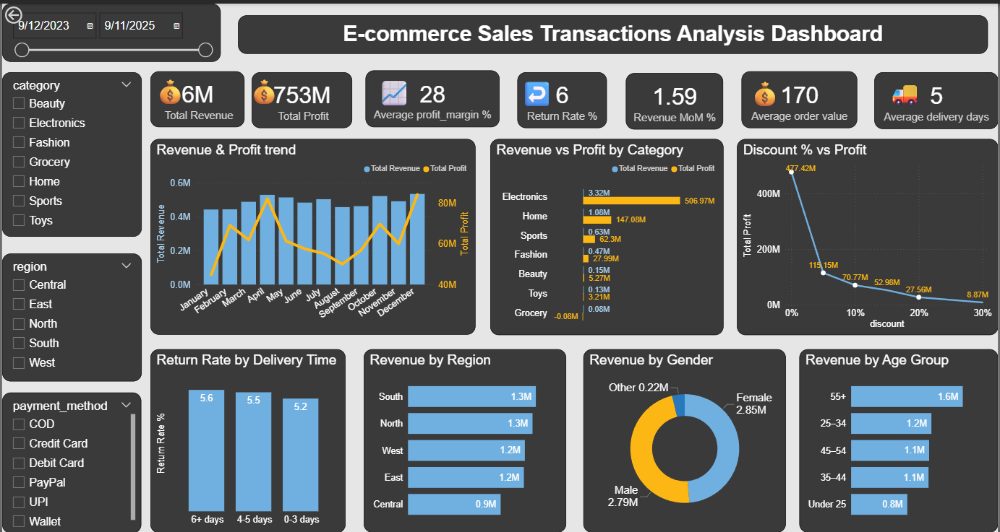 9/12/2023
9/11/2025
E-commerce Sales Transactions Analysis Dashboard
category
Beauty
Electronics
Fashion
Grocery
Home
Sports
Toys
region
Central
East
North
South
West
payment_method
COD
Credit Card
Debit Card
PayPal
UPI
Wallet
6M
Total Revenue
753M
Total Profit
28
Average profit_margin %
6
Return Rate %
1.59
Revenue MoM %
170
Average order value
5
Average delivery days
Revenue & Profit trend
Total Revenue Total Profit
Total Revenue
0.6M
0.4M
0.2M
0.0M
80M
60M
40M
Total Profit
January
February
March
April
May
June
July
August
September
October
November
December
Revenue vs Profit by Category
Total Revenue Total Profit
Electronics 3.32M 506.97M
Home 1.08M 147.08M
Sports 0.63M 62.3M
Fashion 0.47M 27.99M
Beauty 0.15M 5.27M
Toys 0.13M 3.21M
Grocery 0.08M -0.08M
Discount % vs Profit
Total Profit
400M
200M
0M
477.42M
115.15M
70.77M
52.98M
27.56M
8.87M
0% 10% 20% 30%
discount
Return Rate by Delivery Time
Return Rate %
5.6 5.5 5.2
6+ days 4-5 days 0-3 days
Revenue by Region
South 1.3M
North 1.3M
West 1.2M
East 1.2M
Central 0.9M
Revenue by Gender
Other 0.22M
Female
2.85M
Male
2.79M
Revenue by Age Group
55+ 1.6M
25–34 1.2M
45–54 1.1M
35–44 1.1M
Under 25 0.8M